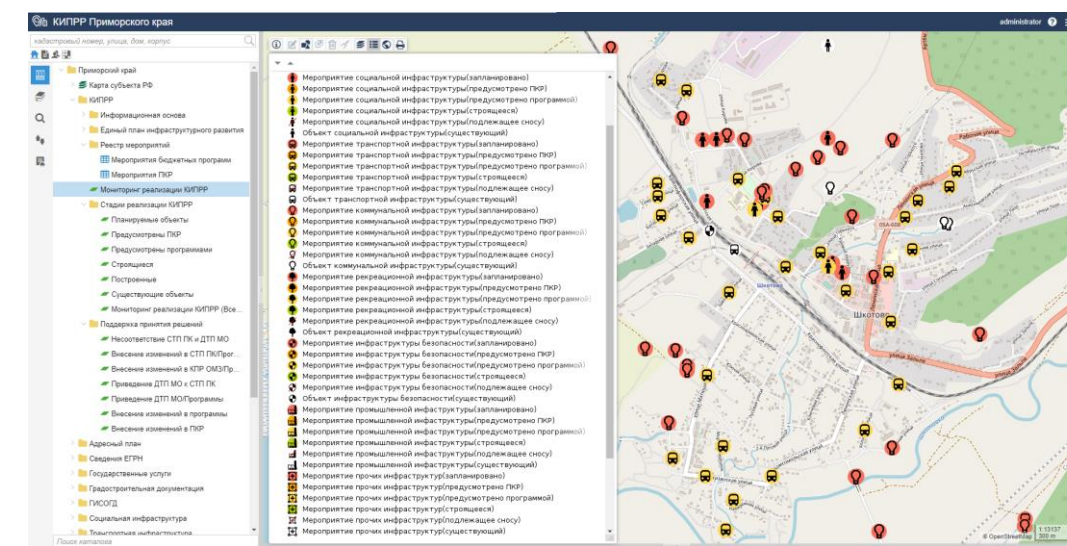 КИПРР Приморского края
administrator
кадастровый номер, улица, дом, корпус
Приморский край
Карта субъекта РФ
КИПРР
Информационная основа
Единый план инфраструктурного развития
Реестр мероприятий
Мероприятия бюджетных программ
Мероприятия ПКР
Мониторинг реализации КИПРР
Стадии реализации КИПРР
Планируемые объекты
Предусмотрены ПКР
Предусмотрены программами
Строящиеся
Построенные
Существующие объекты
Мониторинг реализации КИПРР (Все...
Поддержка принятия решений
Несоответствие СТП ПК и ДТП МО
Внесение изменений в СТП ПК/Прог...
Внесение изменений в КПР ОМЗ/Пр...
Приведение ДТП МО к СТП ПК
Приведение ДТП МО/Программы
Внесение изменений в программы
Внесение изменений в ПКР
Адресный план
Сведения ЕГРН
Государственные услуги
Градостроительная документация
ГИСОГД
Социальная инфраструктура
Транспортная инфраструктура
Поиск каталога
Мероприятие социальной инфраструктуры(запланировано)
Мероприятие социальной инфраструктуры(предусмотрено ПКР)
Мероприятие социальной инфраструктуры(предусмотрено программой)
Мероприятие социальной инфраструктуры(строящееся)
Мероприятие социальной инфраструктуры(подлежащее сносу)
Объект социальной инфраструктуры(существующий)
Мероприятие транспортной инфраструктуры(запланировано)
Мероприятие транспортной инфраструктуры(предусмотрено ПКР)
Мероприятие транспортной инфраструктуры(предусмотрено программой)
Мероприятие транспортной инфраструктуры(строящееся)
Мероприятие транспортной инфраструктуры(подлежащее сносу)
Объект транспортной инфраструктуры(существующий)
Мероприятие коммунальной инфраструктуры(запланировано)
Мероприятие коммунальной инфраструктуры(предусмотрено ПКР)
Мероприятие коммунальной инфраструктуры(предусмотрено программой)
Мероприятие коммунальной инфраструктуры(строящееся)
Мероприятие коммунальной инфраструктуры(подлежащее сносу)
Объект коммунальной инфраструктуры(существующий)
Мероприятие рекреационной инфраструктуры(запланировано)
Мероприятие рекреационной инфраструктуры(предусмотрено ПКР)
Мероприятие рекреационной инфраструктуры(предусмотрено программой)
Мероприятие рекреационной инфраструктуры(строящееся)
Мероприятие рекреационной инфраструктуры(подлежащее сносу)
Объект рекреационной инфраструктуры(существующий)
Мероприятие инфраструктуры безопасности(запланировано)
Мероприятие инфраструктуры безопасности(предусмотрено ПКР)
Мероприятие инфраструктуры безопасности(предусмотрено программой)
Мероприятие инфраструктуры безопасности(строящееся)
Мероприятие инфраструктуры безопасности(подлежащее сносу)
Объект инфраструктуры безопасности(существующий)
Мероприятие промышленной инфаструктуры(запланировано)
Мероприятие промышленной инфаструктуры(предусмотрено ПКР)
Мероприятие промышленной инфаструктуры(предусмотрено программой)
Мероприятие промышленной инфаструктуры(строящееся)
Мероприятие промышленной инфаструктуры(подлежащее сносу)
Мероприятие промышленной инфаструктуры(существующий)
Мероприятие прочих инфраструктур(запланировано)
Мероприятие прочих инфраструктур(предусмотрено ПКР)
Мероприятие прочих инфраструктур(предусмотрено программой)
Мероприятие прочих инфраструктур(строящееся)
Мероприятие прочих инфраструктур(подлежащее сносу)
Мероприятие прочих инфраструктур(существующий)
Рабочая улица
05А-608
Шкотово
Шкотово
1:13137
© OpenStreetMap
300 m